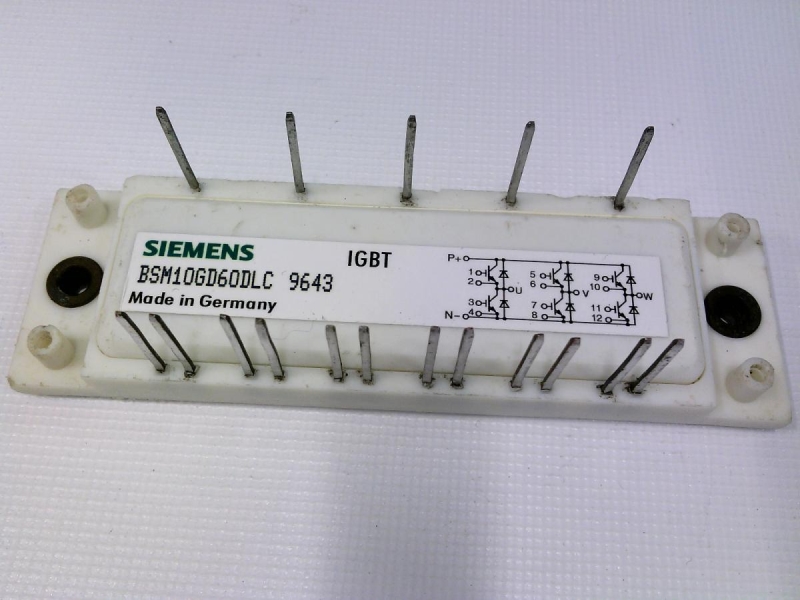 SIEMENS
IGBT
BSM10GD60DLC 9643
Made in Germany
P+
1
2
3
4
N-
U
5
6
7
8
V
9
10
11
12
W